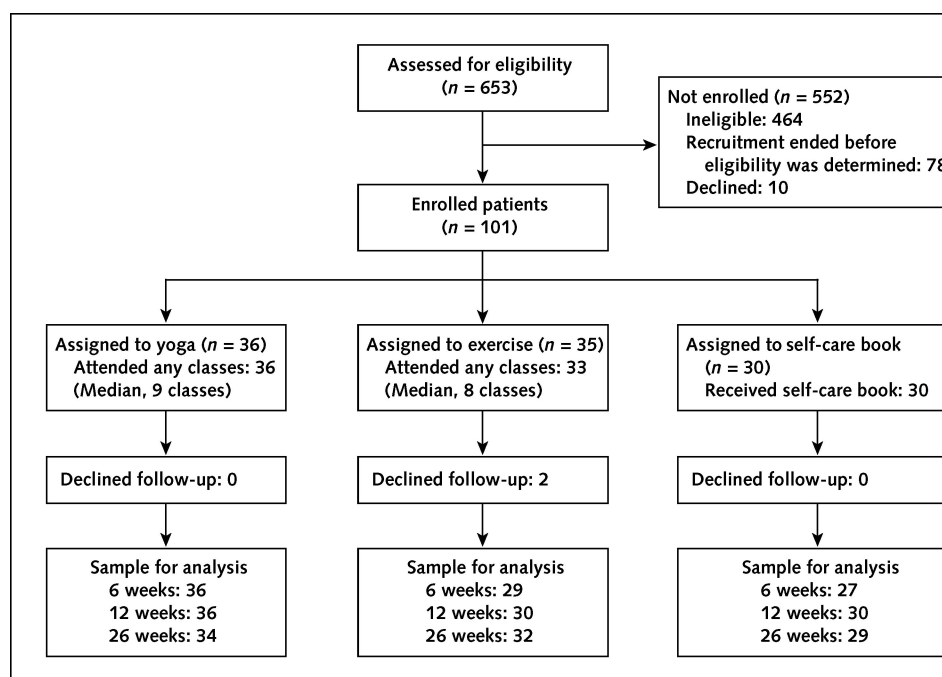 Assessed for eligibility
(n = 653)
Not enrolled (n = 552)
Ineligible: 464
Recruitment ended before
eligibility was determined: 78
Declined: 10
Enrolled patients
(n = 101)
Assigned to yoga (n = 36)
Attended any classes: 36
(Median, 9 classes)
Assigned to exercise (n = 35)
Attended any classes: 33
(Median, 8 classes)
Assigned to self-care book
(n = 30)
Received self-care book: 30
Declined follow-up: 0
Declined follow-up: 2
Declined follow-up: 0
Sample for analysis
6 weeks: 36
12 weeks: 36
26 weeks: 34
Sample for analysis
6 weeks: 29
12 weeks: 30
26 weeks: 32
Sample for analysis
6 weeks: 27
12 weeks: 30
26 weeks: 29